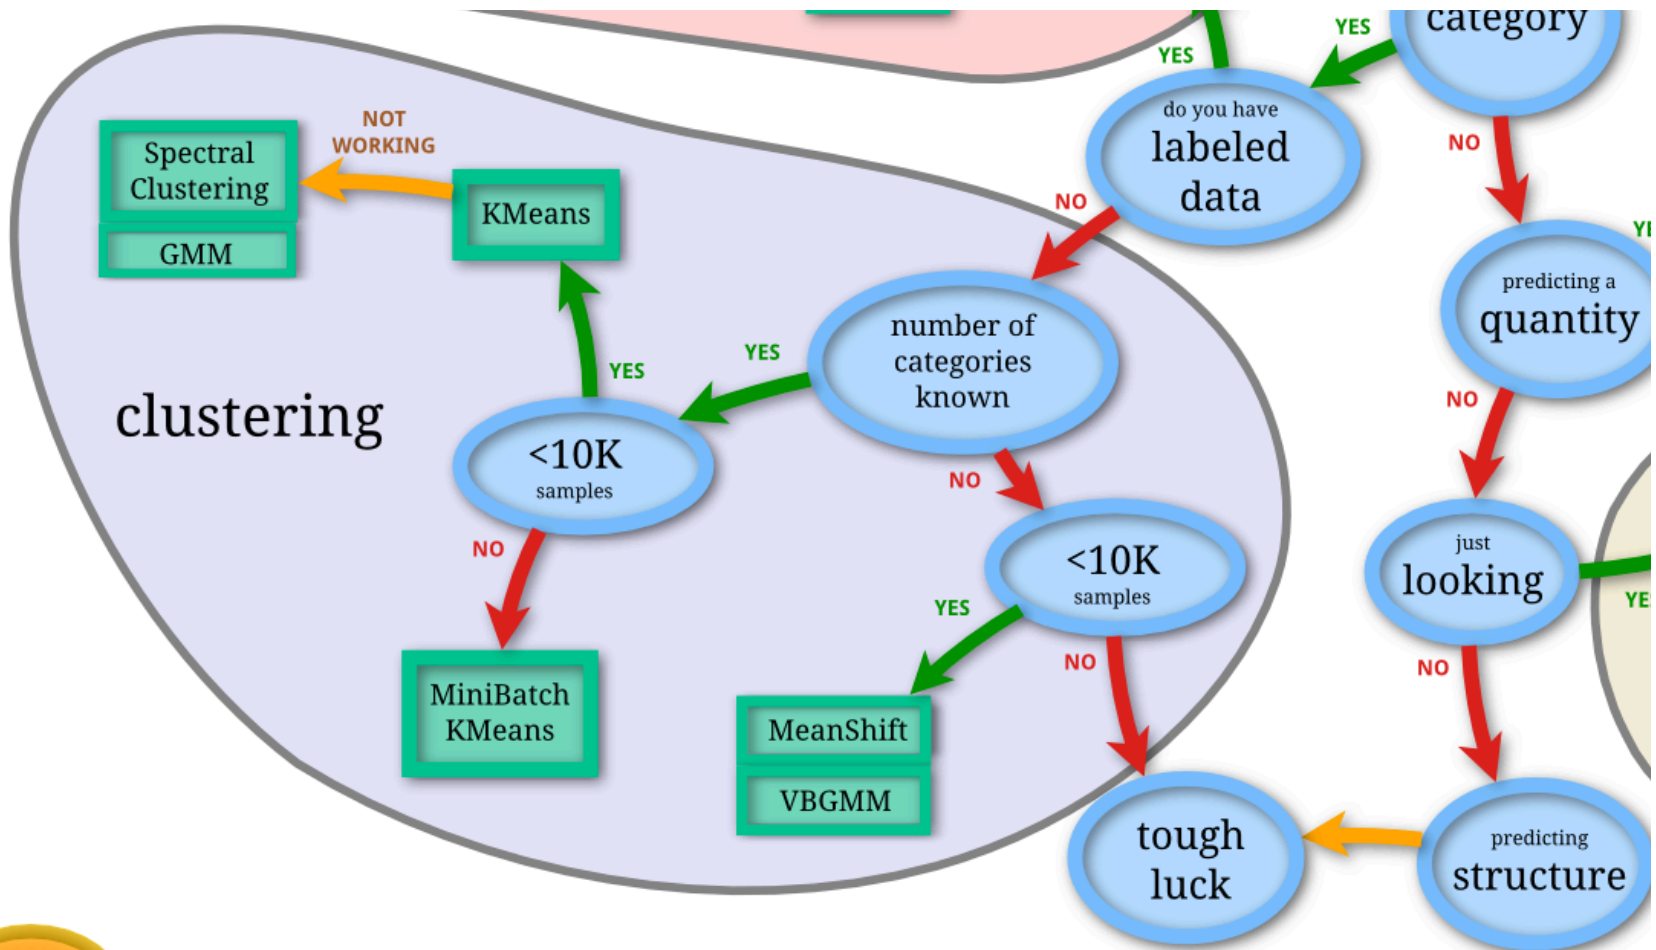 category
YES
YES
do you have
labeled
data
NO
NO
NOT
WORKING
Spectral
Clustering
GMM
KMeans
YES
predicting a
quantity
number of
categories
known
YES
YES
NO
clustering
<10K
samples
NO
NO
<10K
samples
just
looking
YES
YES
NO
NO
MiniBatch
KMeans
MeanShift
VBGMM
tough
luck
predicting
structure